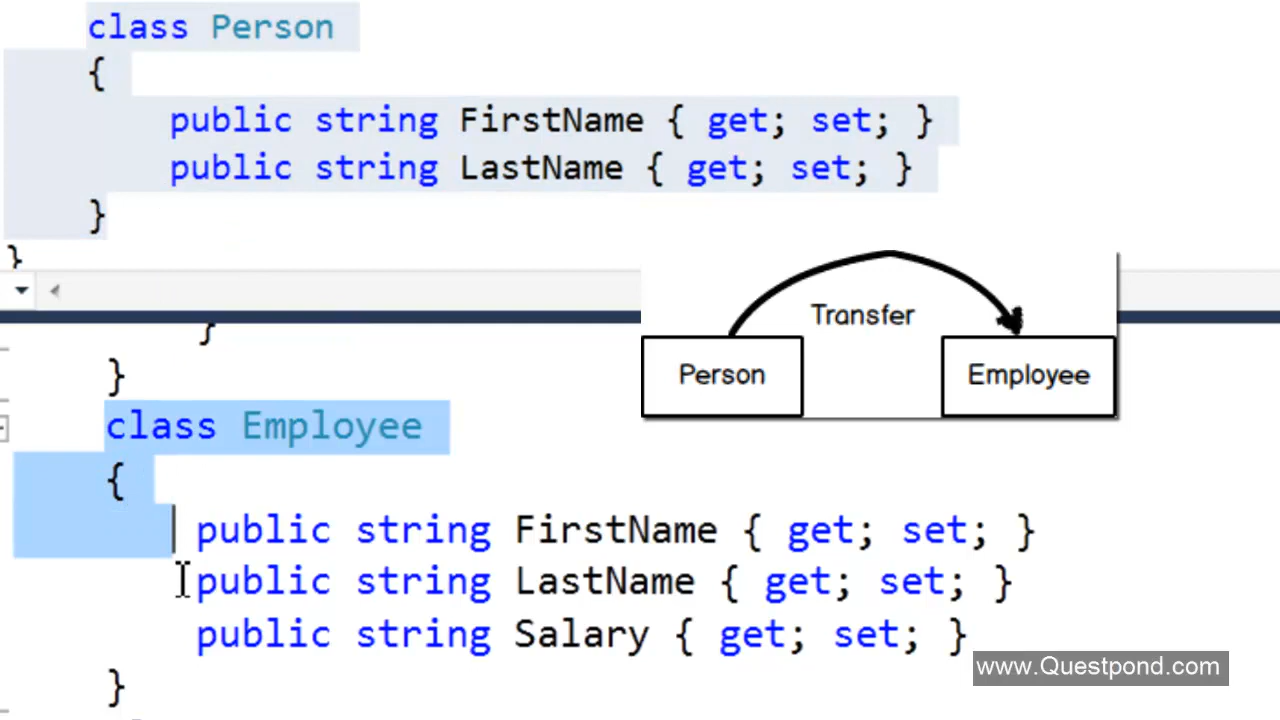 class Person
{
public string FirstName { get; set; }
public string LastName { get; set; }
}
}
Transfer
Person
Employee
}
}
class Employee
{
public string FirstName { get; set; }
public string LastName { get; set; }
public string Salary { get; set; }
}
www.Questpond.com